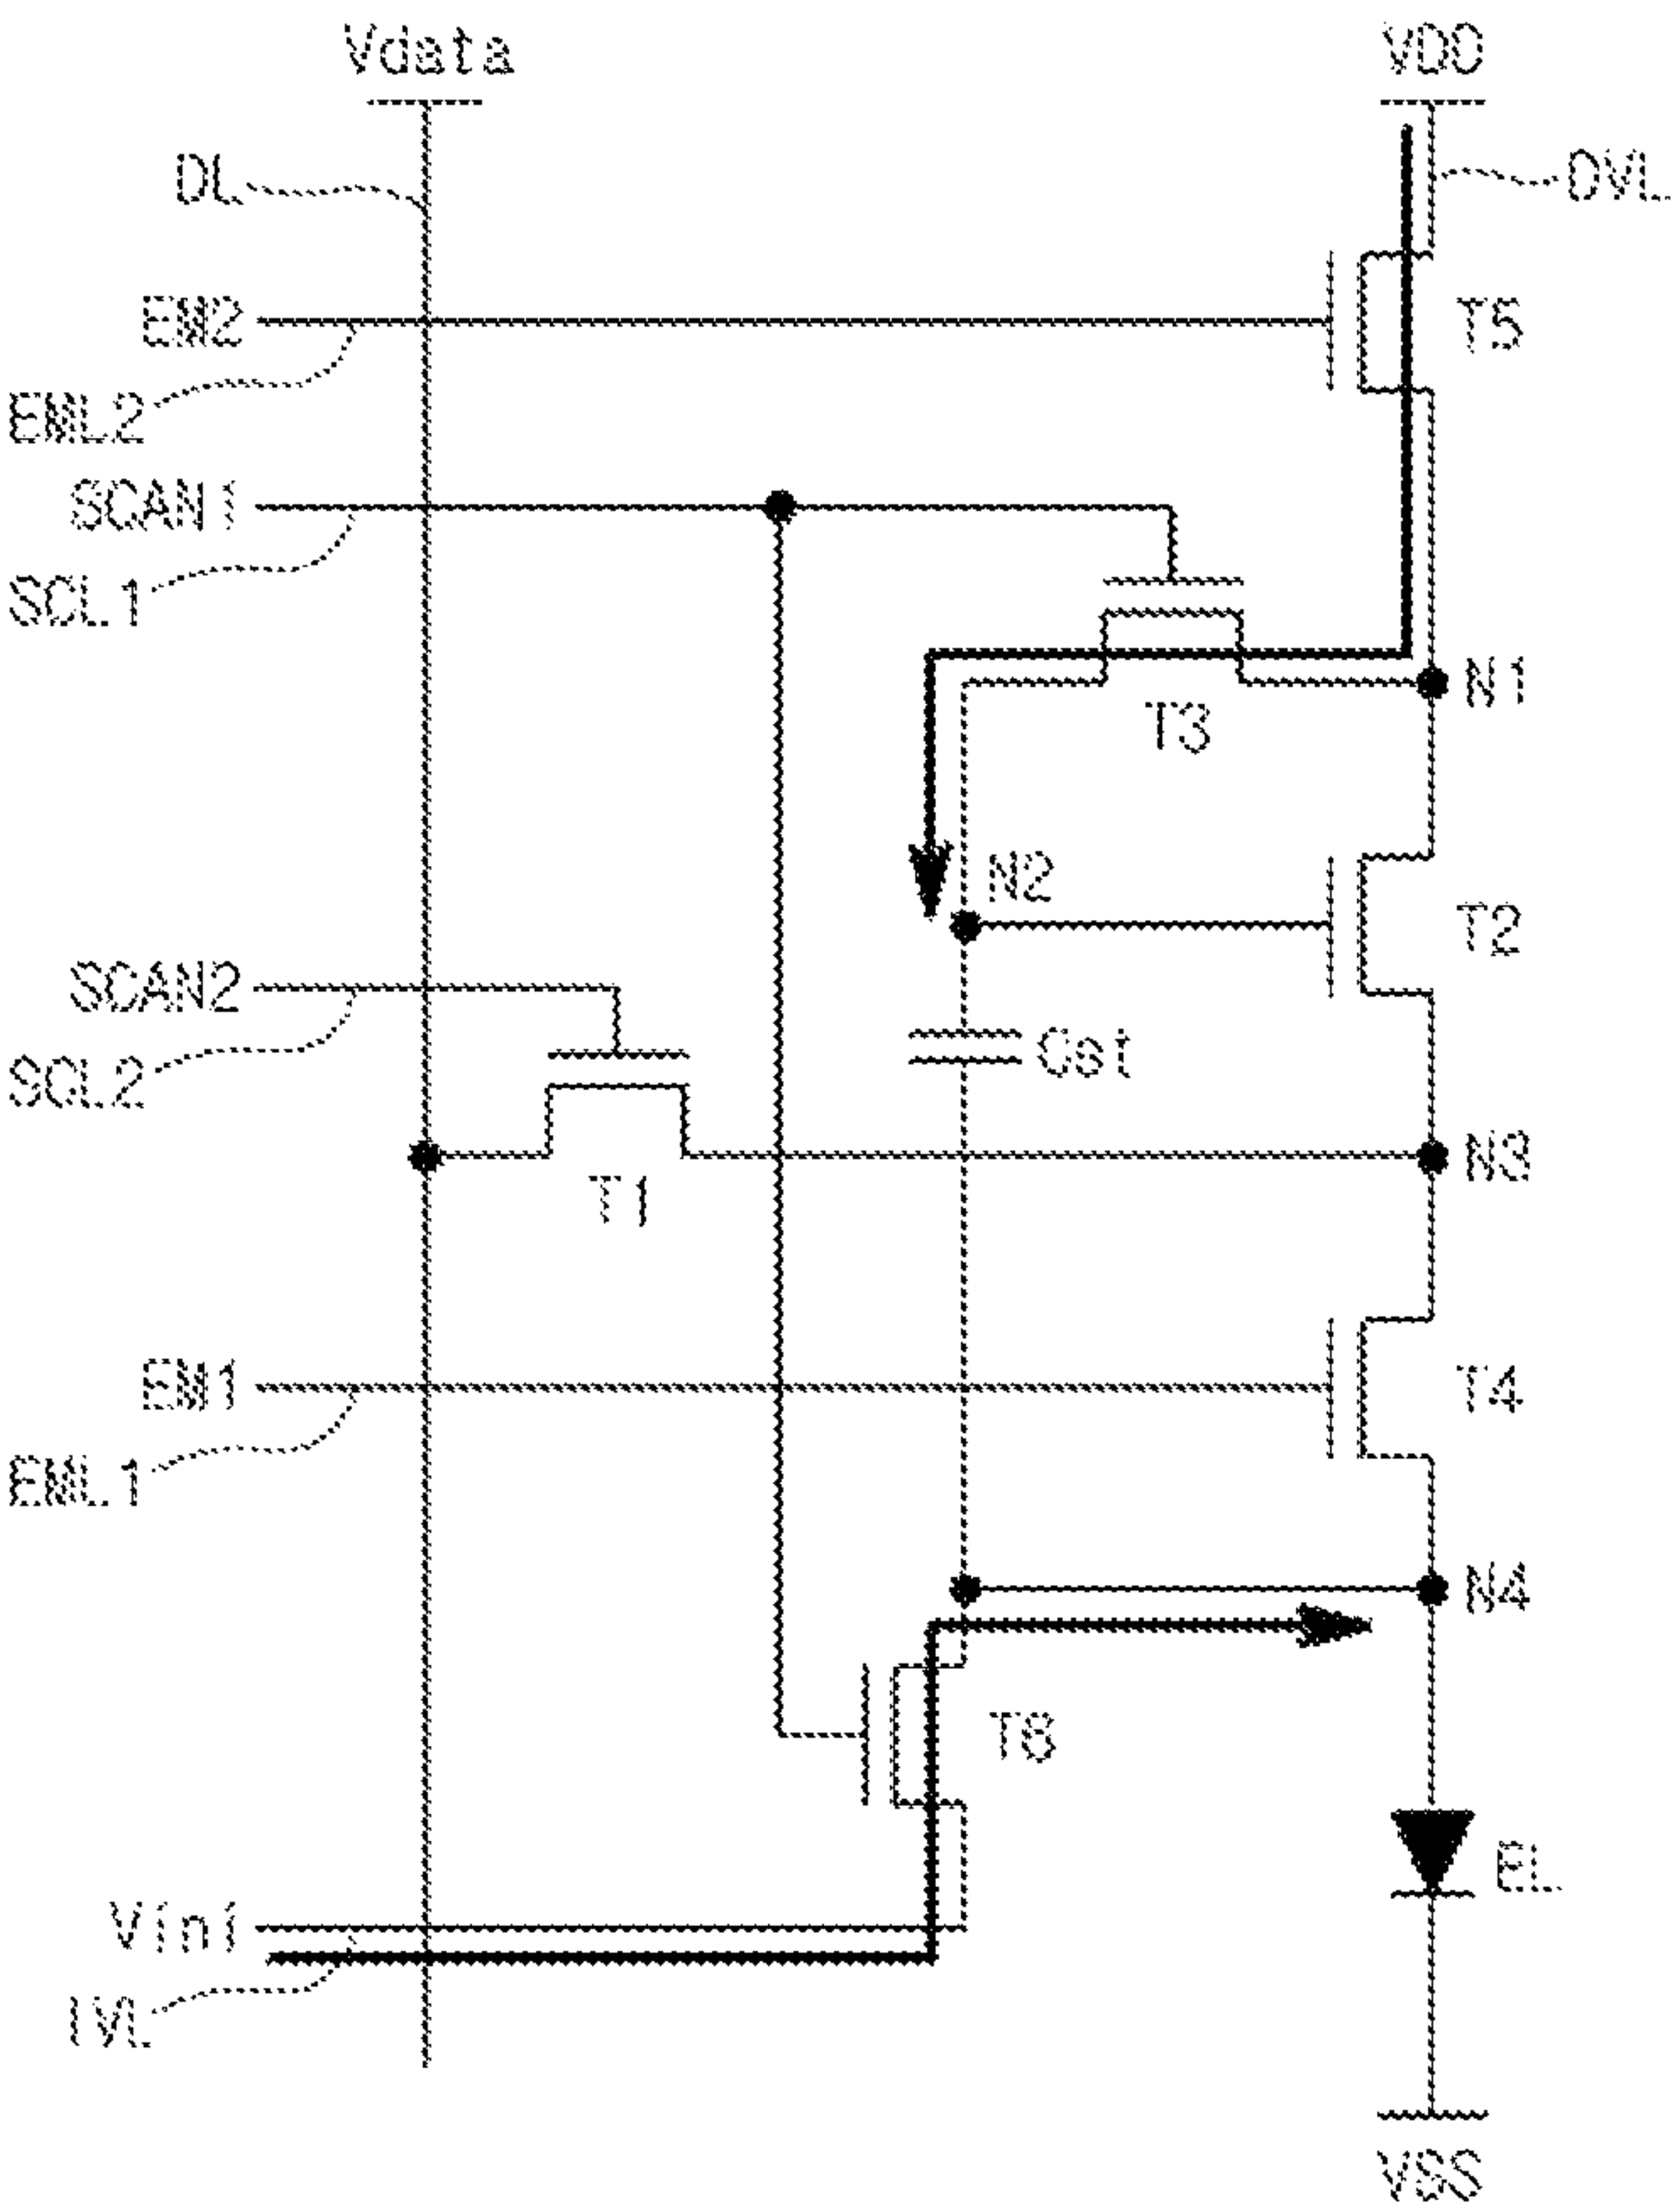 Vdata
VDD
DL
DVL
EM2
T5
EML2
SCAN1
SCL1
N1
T3
N2
T2
SCAN2
Cst
SCL2
N3
T1
EM1
T4
EML1
N4
T6
EL
Vini
IVL
VSS